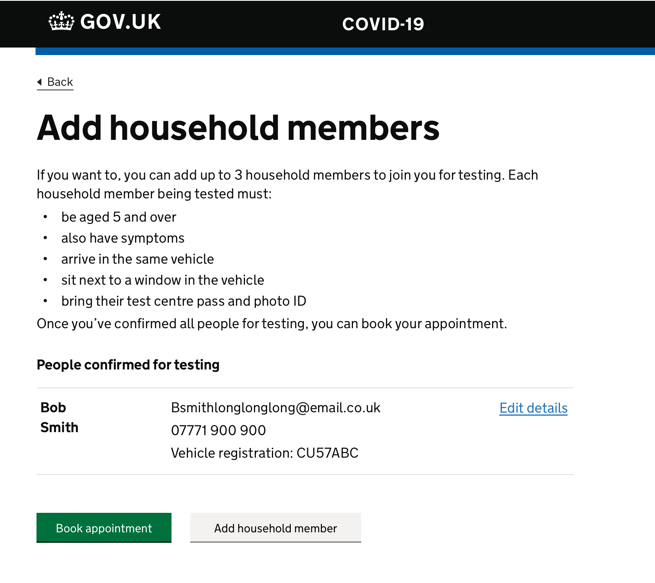 GOV.UK COVID-19
Back
Add household members
If you want to, you can add up to 3 household members to join you for testing. Each
household member being tested must:
• be aged 5 and over
• also have symptoms
• arrive in the same vehicle
• sit next to a window in the vehicle
• bring their test centre pass and photo ID
Once you’ve confirmed all people for testing, you can book your appointment.
People confirmed for testing
Bob Bsmithlonglonglong@email.co.uk Edit details
Smith
07771 900 900
Vehicle registration: CU57ABC
Book appointment Add household member